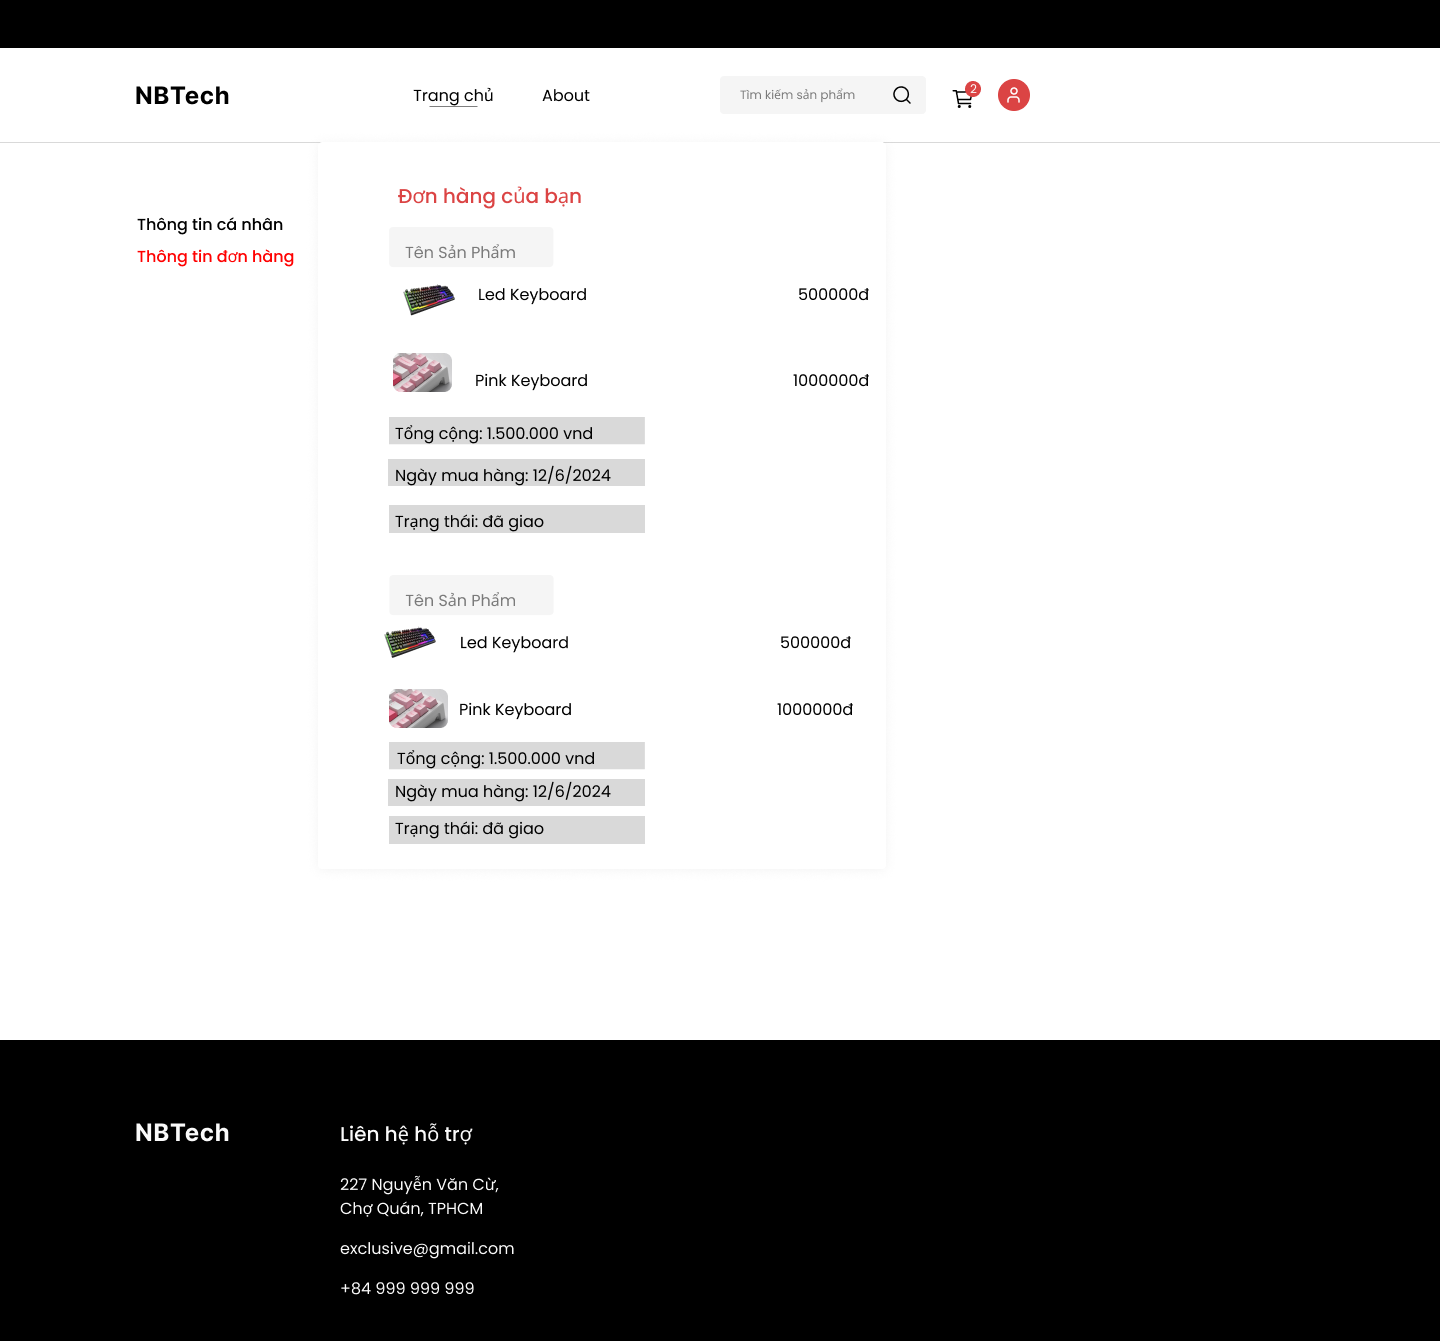 NBTech
Trang chủ
About
Tìm kiếm sản phẩm
2
Thông tin cá nhân
Thông tin đơn hàng
Đơn hàng của bạn
Tên Sản Phẩm
Led Keyboard
500000đ
Pink Keyboard
1000000đ
Tổng cộng: 1.500.000 vnd
Ngày mua hàng: 12/6/2024
Trạng thái: đã giao
Tên Sản Phẩm
Led Keyboard
500000đ
Pink Keyboard
1000000đ
Tổng cộng: 1.500.000 vnd
Ngày mua hàng: 12/6/2024
Trạng thái: đã giao
NBTech
Liên hệ hỗ trợ
227 Nguyễn Văn Cừ,
Chợ Quán, TPHCM
exclusive@gmail.com
+84 999 999 999